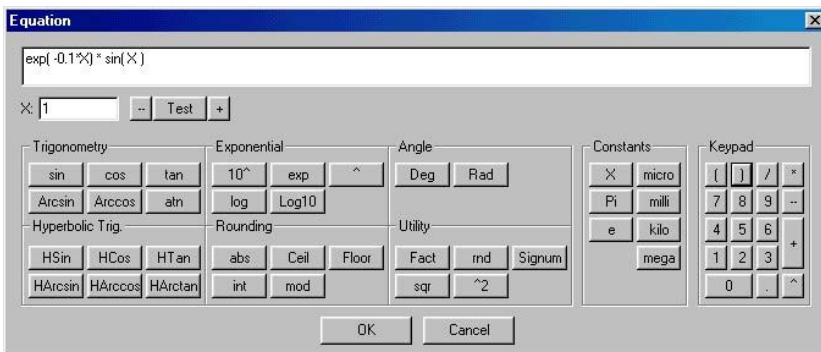 Equation
exp( -0.1*X) * sin( X )
X: 1 -- Test +
Trigonometry Exponential Angle Constants Keypad
sin cos tan 10^ exp ^ Deg Rad X micro ( ) / *
Arcsin Arccos atn log Log10 Pi milli 7 8 9 --
Hyperbolic Trig. Rounding Utility e kilo 4 5 6 +
HSin HCos HTan abs Ceil Floor Fact rnd Signum mega 1 2 3
HArcsin HArccos HArctan int mod sqr ^2 0 . ^
OK Cancel